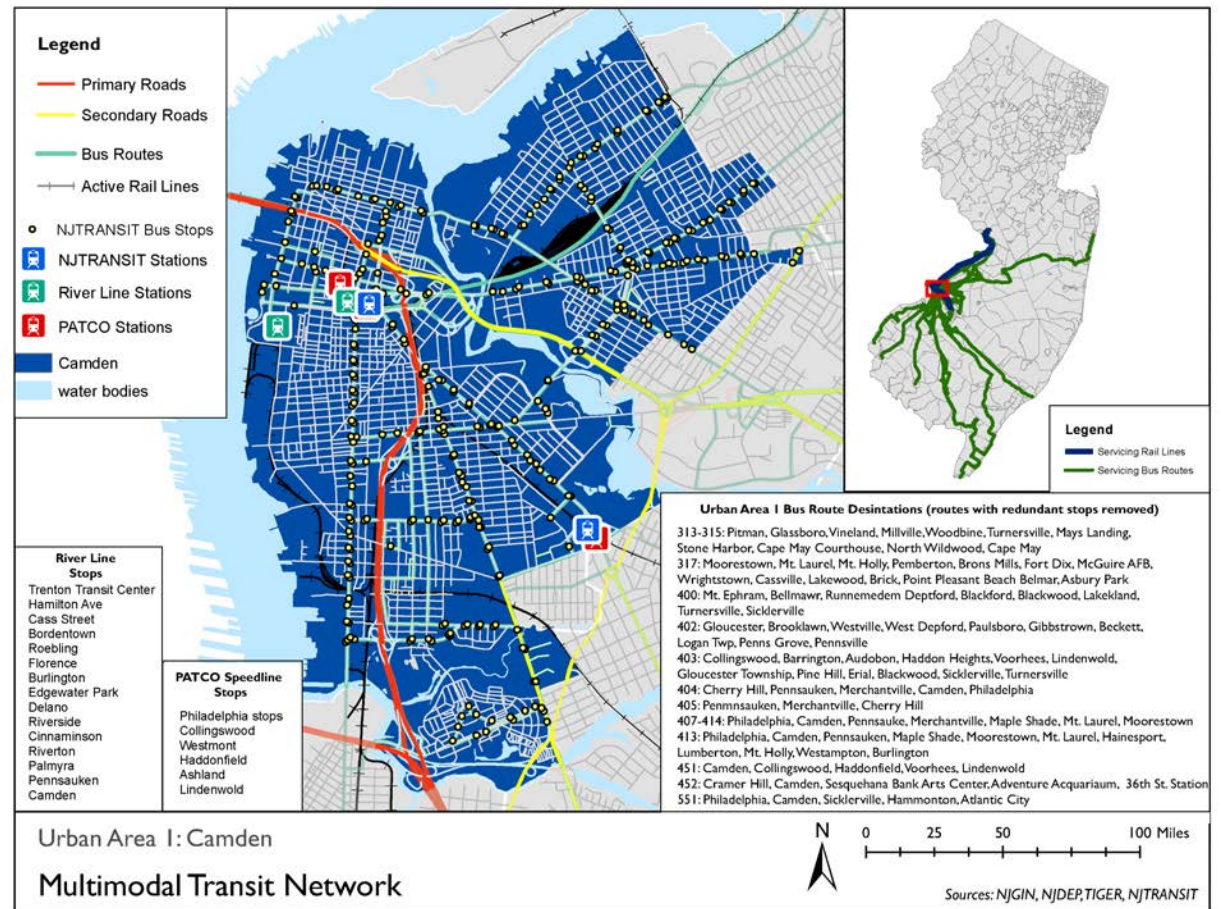 Legend
Primary Roads
Secondary Roads
Bus Routes
Active Rail Lines
NJTRANSIT Bus Stops
NJTRANSIT Stations
River Line Stations
PATCO Stations
Camden
water bodies
River Line
Stops
Trenton Transit Center
Hamilton Ave
Cass Street
Bordentown
Roebling
Florence
Burlington
Edgewater Park
Delano
Riverside
Cinnaminson
Riverton
Palmyra
Pennsauken
Camden
PATCO Speedline
Stops
Philadelphia stops
Collingswood
Westmont
Haddonfield
Ashland
Lindenwold
Legend
Servicing Rail Lines
Servicing Bus Routes
Urban Area 1 Bus Route Desintations (routes with redundant stops removed)
313-315: Pitman, Glassboro, Vineland, Millville, Woodbine, Turnersville, Mays Landing,
Stone Harbor, Cape May Courthouse, North Wildwood, Cape May
317: Moorestown, Mt. Laurel, Mt. Holly, Pemberton, Brons Mills, Fort Dix, McGuire AFB,
Wrightstown, Cassville, Lakewood, Brick, Point Pleasant Beach Belmar, Asbury Park
400: Mt. Ephram, Bellmawr, Runnemedem Deptford, Blackford, Blackwood, Lakekland,
Turnersville, Sicklerville
402: Gloucester, Brooklawn, Westville, West Depford, Paulsboro, Gibbstrown, Beckett,
Logan Twp, Penns Grove, Pennsville
403: Collingswood, Barrington, Audobon, Haddon Heights, Voorhees, Lindenwold,
Gloucester Township, Pine Hill, Erial, Blackwood, Sicklerville, Turnersville
404: Cherry Hill, Pennsauken, Merchantville, Camden, Philadelphia
405: Penmnsauken, Merchantville, Cherry Hill
407-414: Philadelphia, Camden, Pennsauke, Merchantville, Maple Shade, Mt. Laurel, Moorestown
413: Philadelphia, Camden, Pennsauken, Maple Shade, Moorestown, Mt. Laurel, Hainesport,
Lumberton, Mt. Holly, Westampton, Burlington
451: Camden, Collingswood, Haddonfield, Voorhees, Lindenwold
452: Cramer Hill, Camden, Sesquehana Bank Arts Center, Adventure Acquariaum, 36th St. Station
551: Philadelphia, Camden, Sicklerville, Hammonton, Atlantic City
Urban Area 1: Camden
Multimodal Transit Network
N
0 25 50 100 Miles
Sources: NJGIN, NJDEP, TIGER, NJTRANSIT